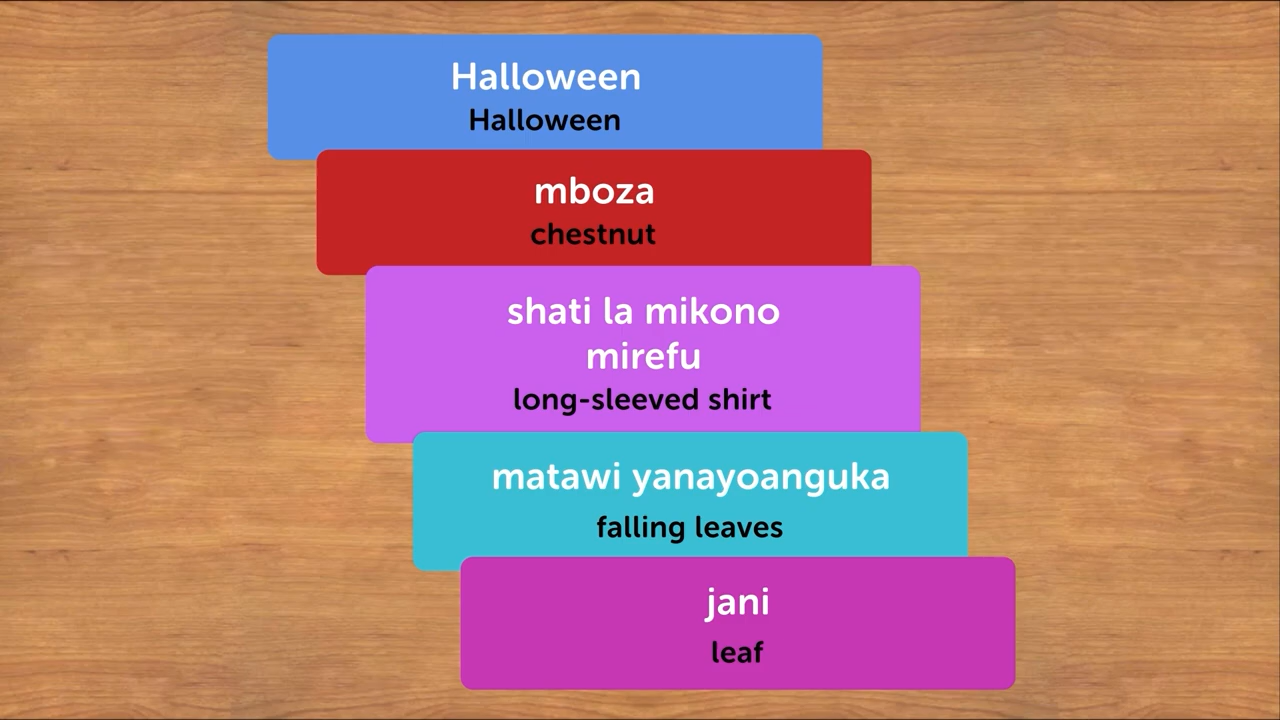 Halloween
Halloween
mboza
chestnut
shati la mikono
mirefu
long-sleeved shirt
matawi yanayoanguka
falling leaves
jani
leaf